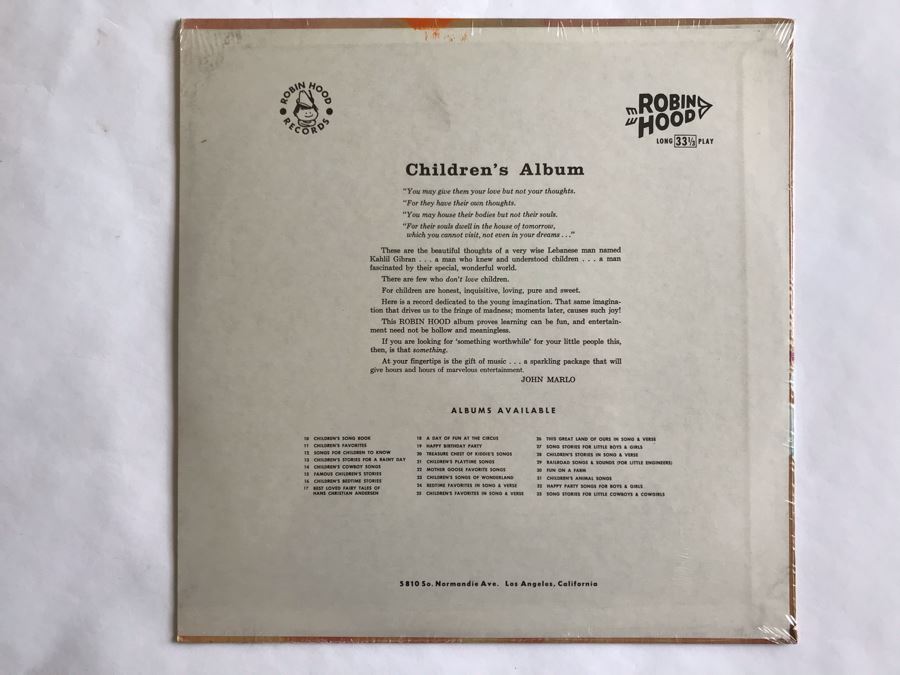 ROBIN HOOD
RECORDS
ROBIN
HOOD
LONG 33⅓ PLAY
Children's Album
"You may give them your love but not your thoughts.
"For they have their own thoughts.
"You may house their bodies but not their souls.
"For their souls dwell in the house of tomorrow,
which you cannot visit, not even in your dreams . . ."
These are the beautiful thoughts of a very wise Lebanese man named
Kahlil Gibran . . . a man who knew and understood children . . . a man
fascinated by their special, wonderful world.
There are few who don't love children.
For children are honest, inquisitive, loving, pure and sweet.
Here is a record dedicated to the young imagination. That same imagina-
tion that drives us to the fringe of madness; moments later, causes such joy!
This ROBIN HOOD album proves learning can be fun, and entertain-
ment need not be hollow and meaningless.
If you are looking for 'something worthwhile' for your little people this,
then, is that something.
At your fingertips is the gift of music . . . a sparkling package that will
give hours and hours of marvelous entertainment.
JOHN MARLO
ALBUMS AVAILABLE
10 CHILDREN'S SONG BOOK
11 CHILDREN'S FAVORITES
12 SONGS FOR CHILDREN TO KNOW
13 CHILDREN'S STORIES FOR A RAINY DAY
14 CHILDREN'S COWBOY SONGS
15 FAMOUS CHILDREN'S STORIES
16 CHILDREN'S BEDTIME STORIES
17 BEST LOVED FAIRY TALES OF
HANS CHRISTIAN ANDERSEN
18 A DAY OF FUN AT THE CIRCUS
19 HAPPY BIRTHDAY PARTY
20 TREASURE CHEST OF KIDDIE'S SONGS
21 CHILDREN'S PLAYTIME SONGS
22 MOTHER GOOSE FAVORITE SONGS
23 CHILDREN'S SONGS OF WONDERLAND
24 BEDTIME FAVORITES IN SONG & VERSE
25 CHILDREN'S FAVORITES IN SONG & VERSE
26 THIS GREAT LAND OF OURS IN SONG & VERSE
27 SONG STORIES FOR LITTLE BOYS & GIRLS
28 CHILDREN'S STORIES IN SONG & VERSE
29 RAILROAD SONGS & SOUNDS (FOR LITTLE ENGINEERS)
30 FUN ON A FARM
31 CHILDREN'S ANIMAL SONGS
32 HAPPY PARTY SONGS FOR BOYS & GIRLS
33 SONG STORIES FOR LITTLE COWBOYS & COWGIRLS
5810 So. Normandie Ave. Los Angeles, California